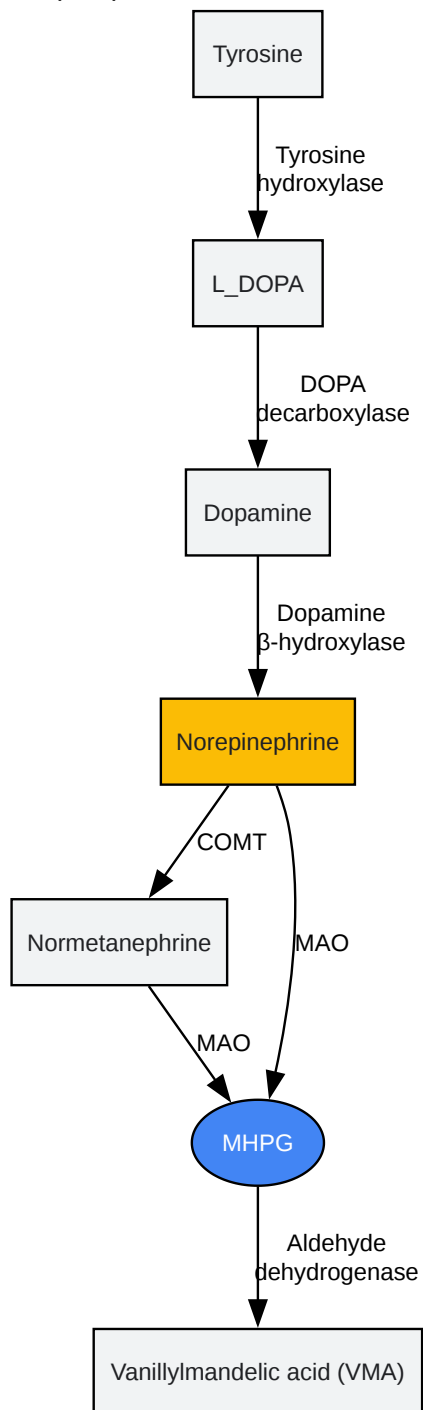 Tyrosine
Tyrosine
hydroxylase
L_DOPA
DOPA
decarboxylase
Dopamine
Dopamine
β-hydroxylase
Norepinephrine
COMT
Normetanephrine
MAO
MAO
MHPG
Aldehyde
dehydrogenase
Vanillylmandelic acid (VMA)